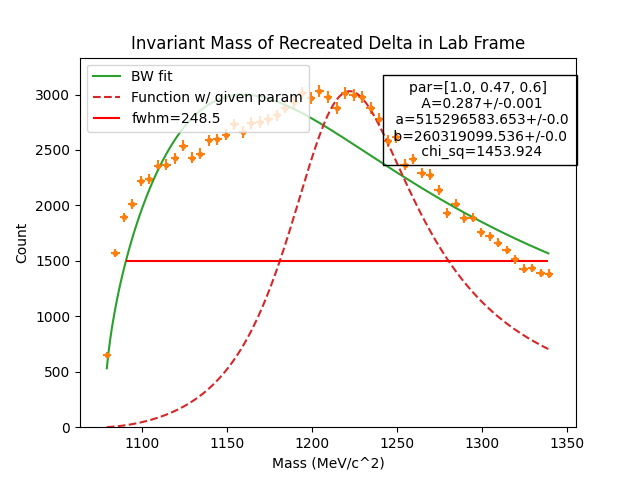 Invariant Mass of Recreated Delta in Lab Frame
BW fit
Function w/ given param
fwhm=248.5
par=[1.0, 0.47, 0.6]
A=0.287+/-0.001
a=515296583.653+/-0.0
b=260319099.536+/-0.0
chi_sq=1453.924
3000
2500
2000
1500
1000
500
0
Count
1100
1150
1200
1250
1300
1350
Mass (MeV/c^2)